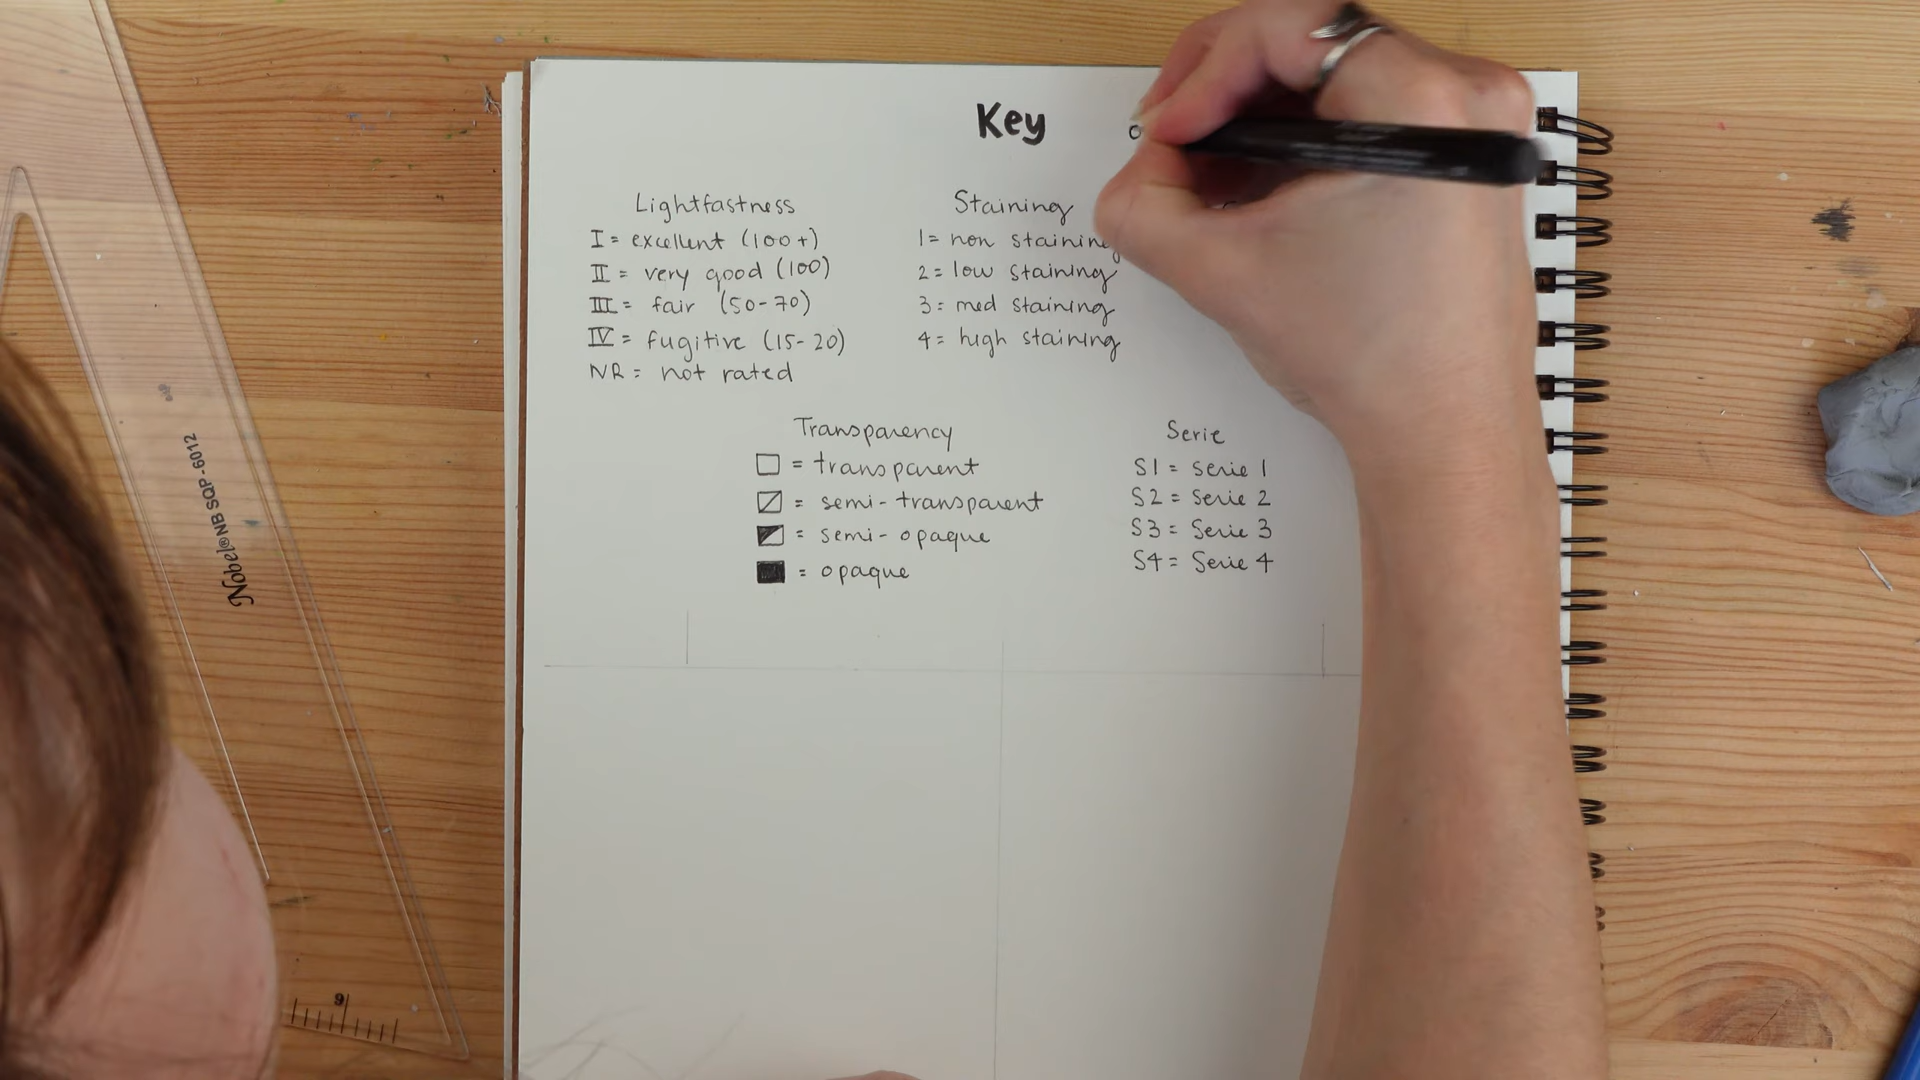 Key
Lightfastness
I = excellent (100+)
II = very good (100)
III = fair (50-70)
IV = fugitive (15-20)
NR = not rated
Staining
1 = non staining
2 = low staining
3 = med staining
4 = high staining
Transparency
= transparent
= semi-transparent
= semi-opaque
= opaque
Serie
S1 = serie 1
S2 = Serie 2
S3 = Serie 3
S4 = Serie 4
Nobel@NB SQP-6012
9